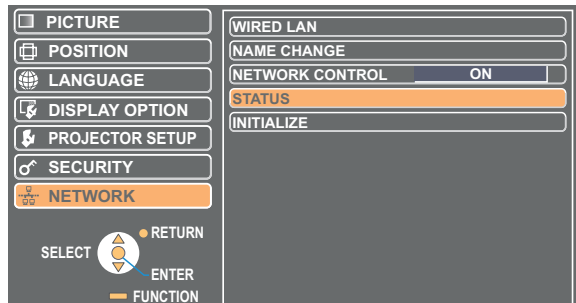 PICTURE
POSITION
LANGUAGE
DISPLAY OPTION
PROJECTOR SETUP
SECURITY
NETWORK
RETURN
SELECT
ENTER
FUNCTION
WIRED LAN
NAME CHANGE
NETWORK CONTROL ON
STATUS
INITIALIZE